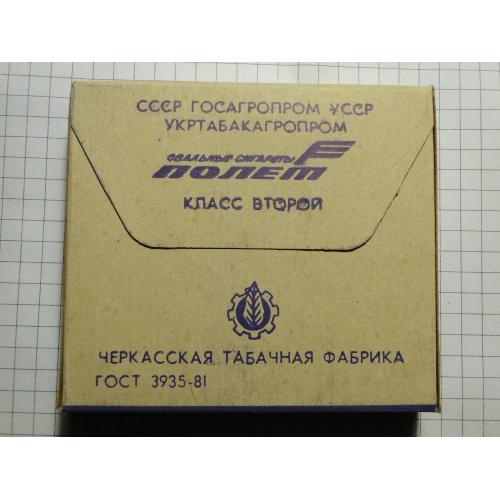 СССР ГОСАГРОПРОМ УССР
УКРТАБАКАГРОПРОМ
ОВАЛЬНЫЕ СИГАРЕТЫ
ПОЛЕТ
КЛАСС ВТОРОЙ
ЧЕРКАССКАЯ ТАБАЧНАЯ ФАБРИКА
ГОСТ 3935-81